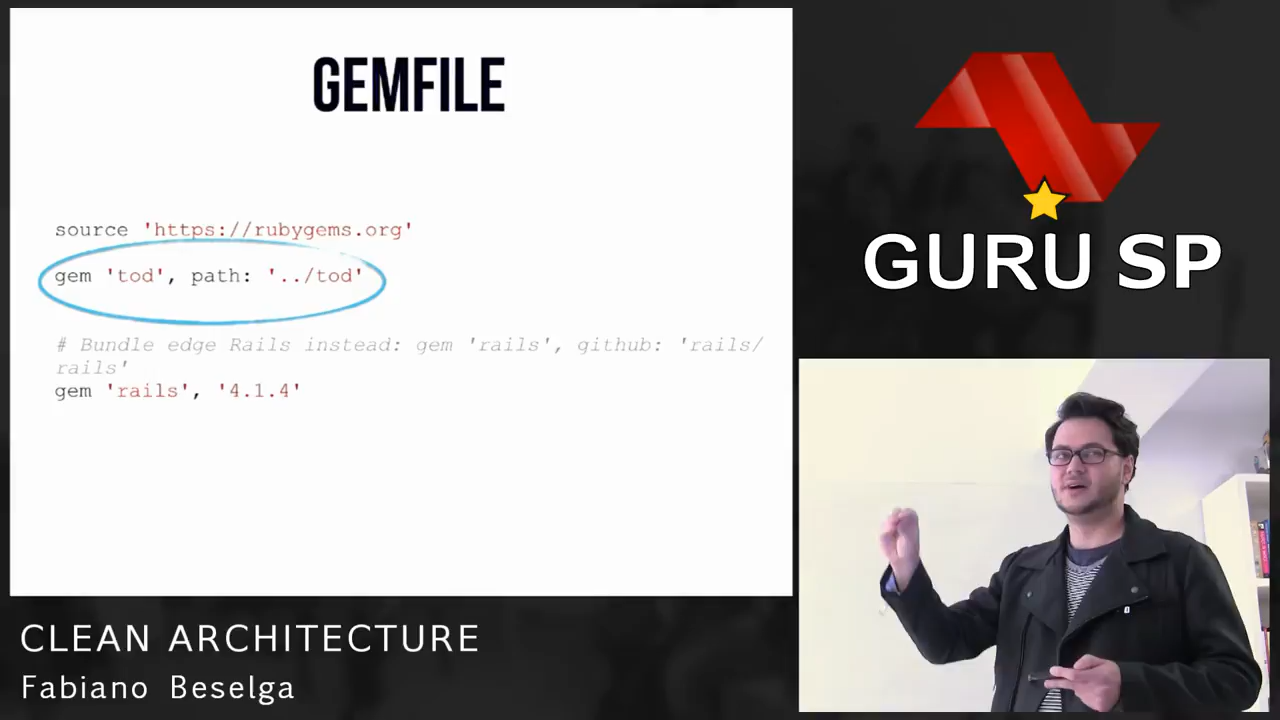 GEMFILE
source 'https://rubygems.org'
gem 'tod', path: '../tod'
# Bundle edge Rails instead: gem 'rails', github: 'rails/
rails'
gem 'rails', '4.1.4'
GURU SP
CLEAN ARCHITECTURE
Fabiano Beselga